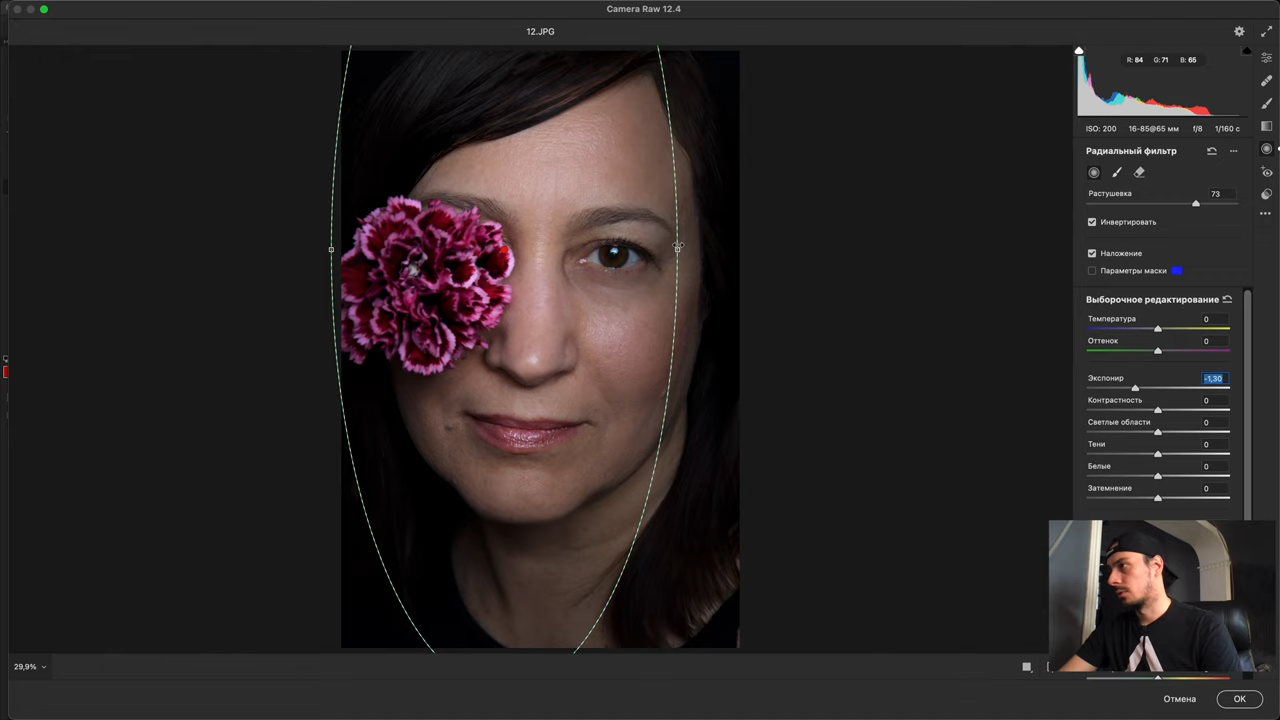 Camera Raw 12.4
12.JPG
R: 84 G: 71 B: 65
ISO: 200 16-85@65 мм f/8 1/160 с
Радиальный фильтр
Растушевка 73
Инвертировать
Наложение
Параметры маски
Выборочное редактирование
Температура 0
Оттенок 0
Экспонир -1,30
Контрастность 0
Светлые области 0
Тени 0
Белые 0
Затемнение 0
29,9%
Отмена OK